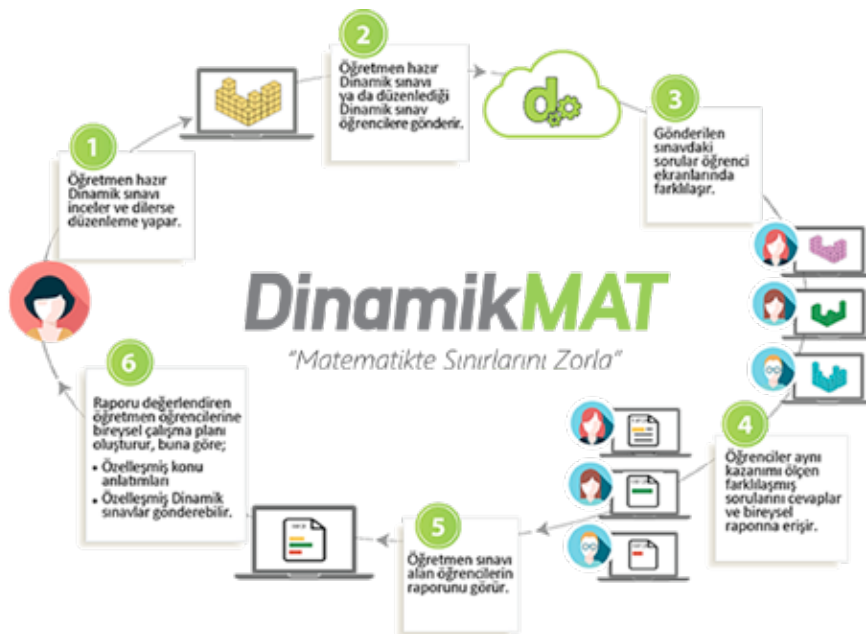 1
Öğretmen hazır
Dinamik sınavı
inceler ve dilerse
düzenleme yapar.
2
Öğretmen hazır
Dinamik sınavı
ya da düzenlediği
Dinamik sınav
öğrencilere gönderir.
d
3
Gönderilen
sınavdaki
sorular öğrenci
ekranlarında
farklılaşır.
DinamikMAT
"Matematikte Sınırlarını Zorla"
4
Öğrenciler aynı
kazanımı ölçen
farklılaşmış
sorularını cevaplar
ve bireysel
raporına erişir.
5
Öğretmen sınavı
alan öğrencilerin
raporunu görür.
6
Raporu değerlendiren
öğretmen öğrencilerine
bireysel çalışma planı
oluşturur, buna göre;
• Özelleşmiş konu
anlatımları
• Özelleşmiş Dinamik
sınavlar gönderebilir.